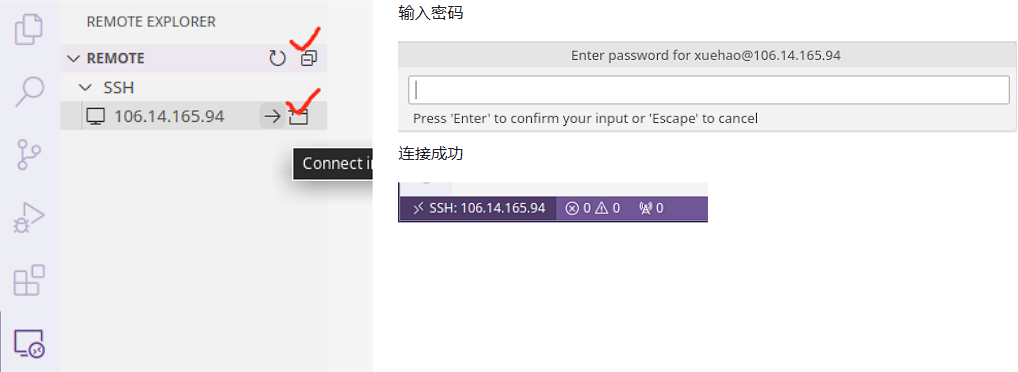 REMOTE EXPLORER
REMOTE
SSH
106.14.165.94
Connect i
输入密码
Enter password for xuehao@106.14.165.94
Press 'Enter' to confirm your input or 'Escape' to cancel
连接成功
SSH: 106.14.165.94 0 0 0